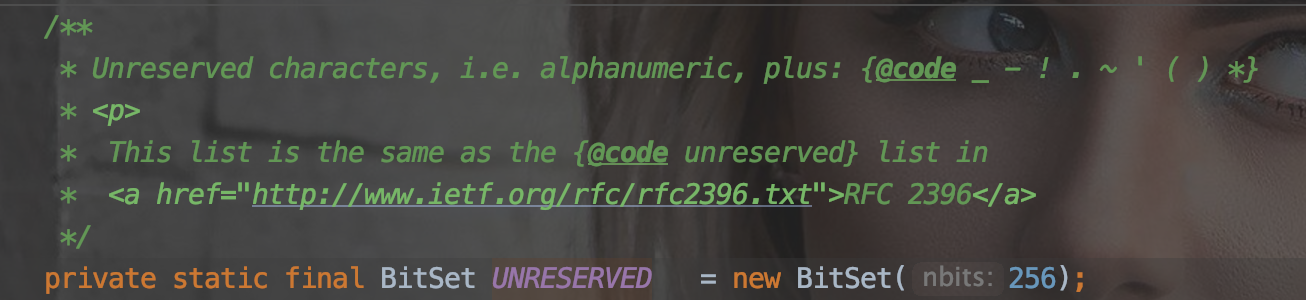 /**
 * Unreserved characters, i.e. alphanumeric, plus: {@code _ - ! . ~ ' ( ) *}
 * <p>
 *  This list is the same as the {@code unreserved} list in
 *  <a href="http://www.ietf.org/rfc/rfc2396.txt">RFC 2396</a>
 */
private static final BitSet UNRESERVED   = new BitSet( nbits: 256);